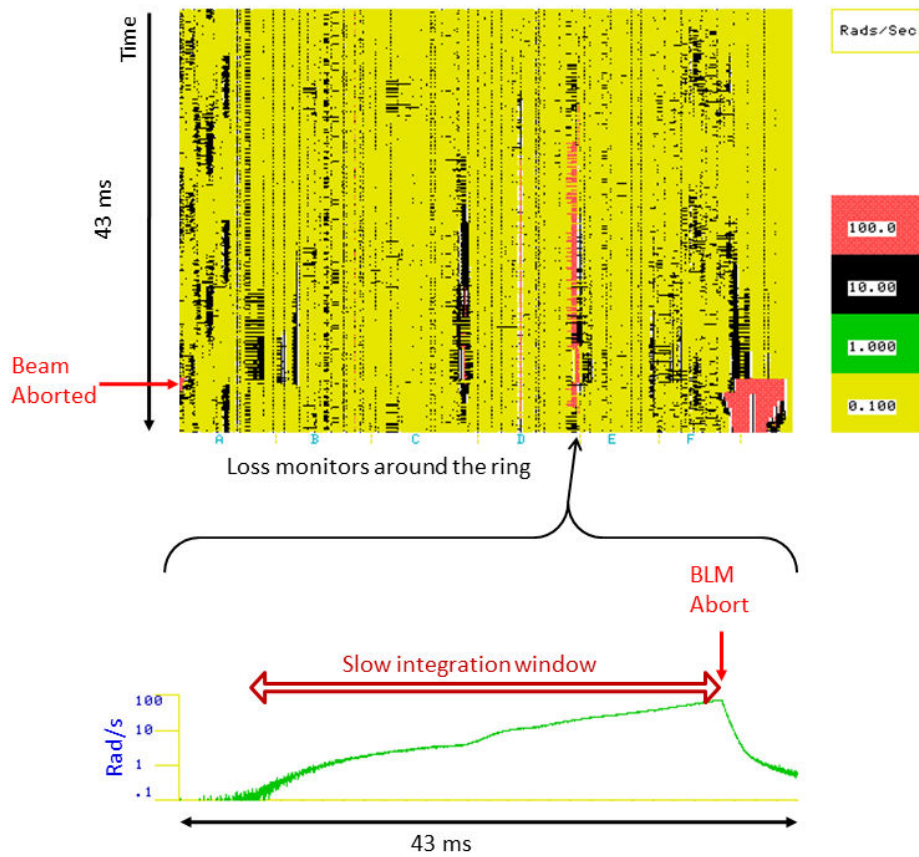 Time
43 ms
Rads/Sec
100.0
10.00
1.000
0.100
Beam
Aborted
A B C D E F
Loss monitors around the ring
BLM
Abort
Slow integration window
Rad/s
100
10
1
.1
43 ms